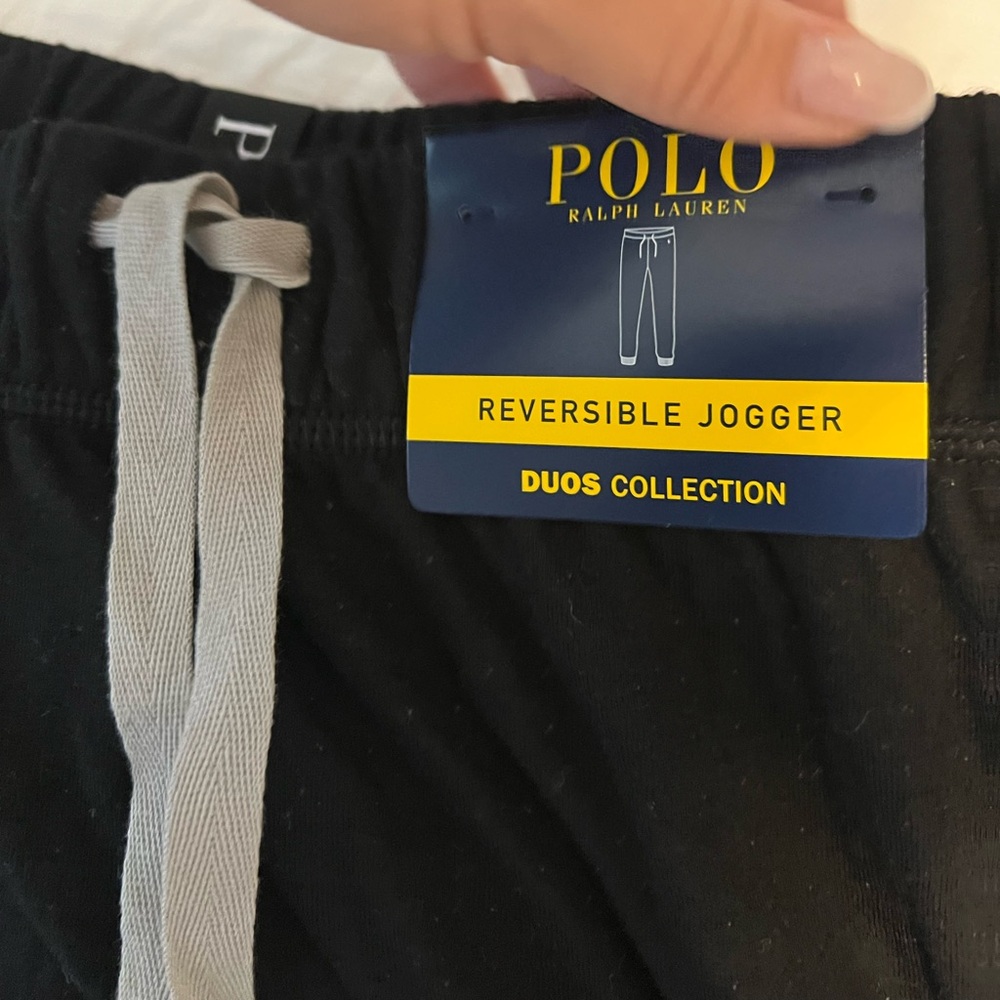 P
POLO
RALPH LAUREN
REVERSIBLE JOGGER
DUOS COLLECTION